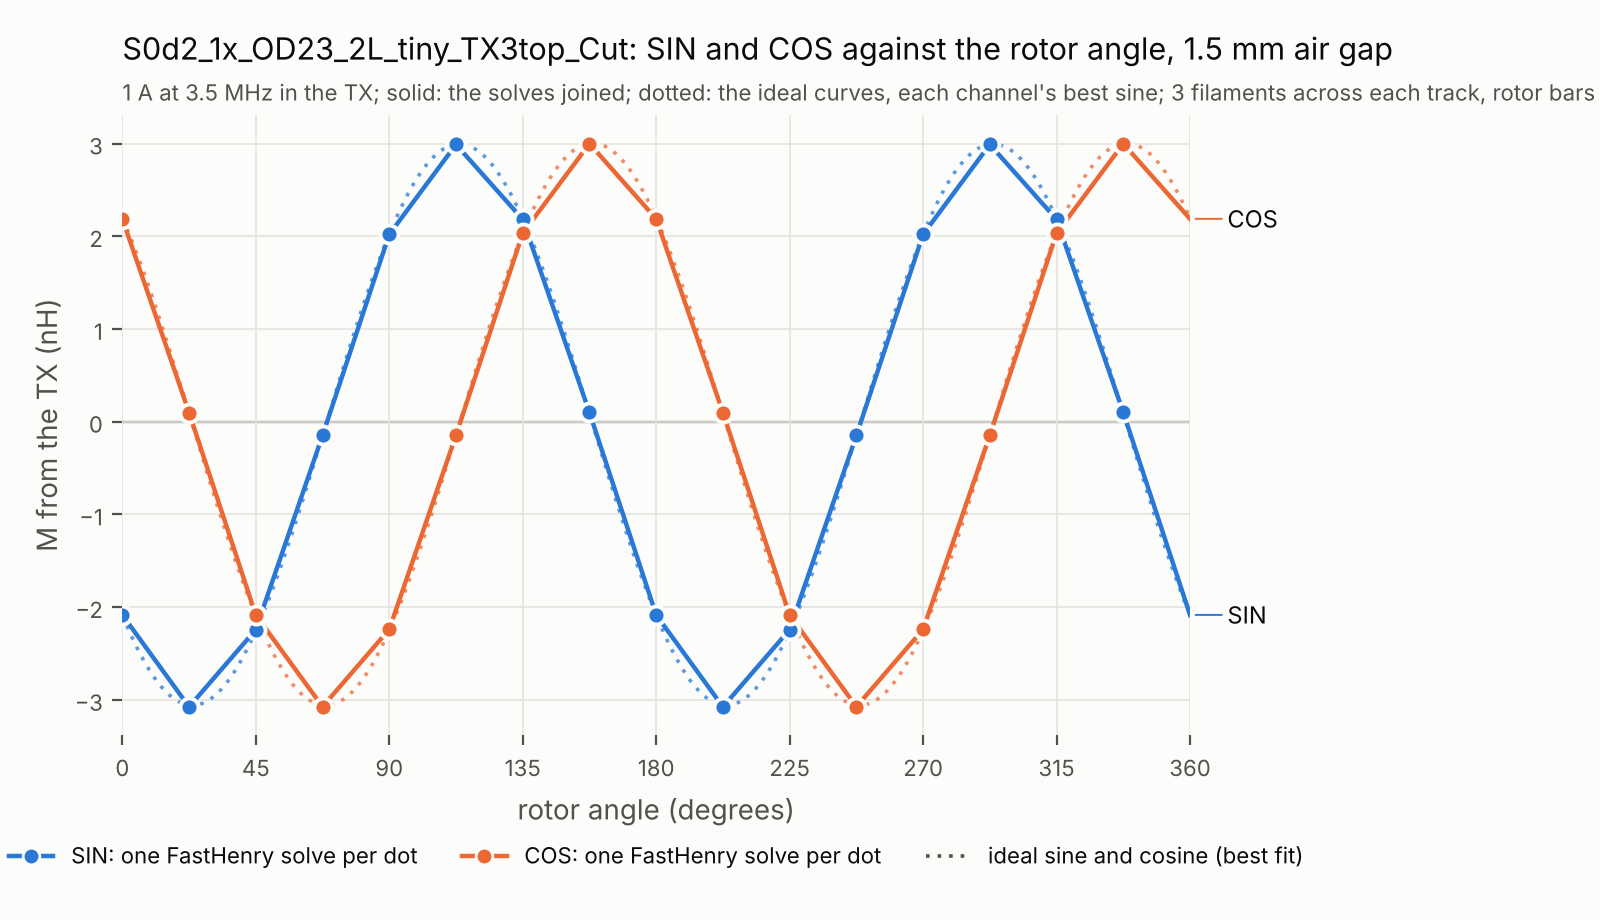 S0d2_1x_OD23_2L_tiny_TX3top_Cut: SIN and COS against the rotor angle, 1.5 mm air gap
1 A at 3.5 MHz in the TX; solid: the solves joined; dotted: the ideal curves, each channel's best sine; 3 filaments across each track, rotor bars
M from the TX (nH)
3
2
1
0
−1
−2
−3
COS
SIN
0 45 90 135 180 225 270 315 360
rotor angle (degrees)
SIN: one FastHenry solve per dot COS: one FastHenry solve per dot ideal sine and cosine (best fit)